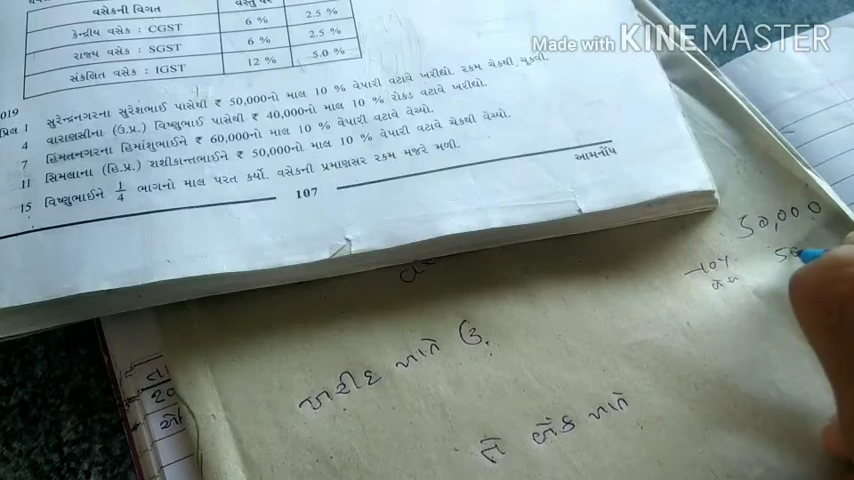 વસેકની વિગત
કેન્દ્રીય વસેક : CGST 6 % 2.5 %
રાજ્ય વસેક : SGST 6 % 2.5 %
સંકલિત વસેક : IGST 12 % 5.0 %
Made with KINEMASTER
019
પ્રિલ 1 સુરેન્દ્રનગરના સુરેશભાઈ પાસેથી ₹ 50,000નો માલ 10 % વેપારી વટાવે ખરીદ્યો. રકમ ચેકથી ચૂકવી.
4 વારાણસીના (ઉ.પ્ર.) વિષ્ણુભાઈ પાસેથી ₹ 40,000નો માલ 10 % રોકડ વટાવે ખરીદ્યો.
7 હિંમતનગરના હિમાંશુભાઈને ₹ 60,000નો માલ 10 % વેપારી વટાવે વેચ્યો.
11 સિમલાના (હિ.પ્ર.) શશીકાન્તભાઈને ₹ 50,000નો માલ 10 % વેપારી વટાવે ચેકથી વેચ્યો.
15 વિષ્ણુભાઈને 1/4 ભાગનો માલ પરત કર્યો. વસેકની પ્રમાણસર રકમ મજરે મળી.
107
આમનોંધ
50,000
-10%
ખરીદ ખાતે ઉ.
તે બેંક ખાતે
તા
20